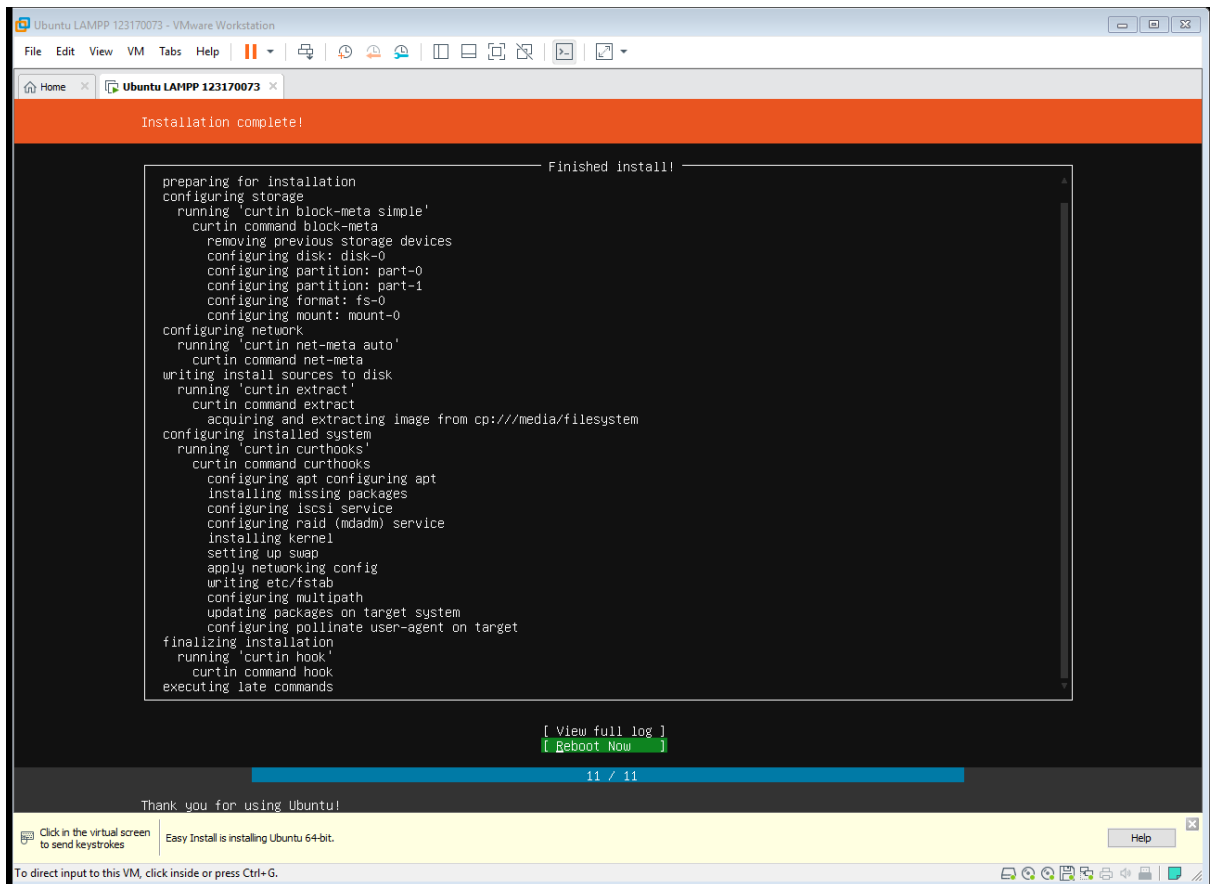 Ubuntu LAMPP 123170073 - VMware Workstation
File Edit View VM Tabs Help
Home
Ubuntu LAMPP 123170073
Installation complete!
Finished install!
preparing for installation
configuring storage
running 'curtin block-meta simple'
curtin command block-meta
removing previous storage devices
configuring disk: disk-0
configuring partition: part-0
configuring partition: part-1
configuring format: fs-0
configuring mount: mount-0
configuring network
running 'curtin net-meta auto'
curtin command net-meta
writing install sources to disk
running 'curtin extract'
curtin command extract
acquiring and extracting image from cp:///media/filesystem
configuring installed system
running 'curtin curthooks'
curtin command curthooks
configuring apt configuring apt
installing missing packages
configuring iscsi service
configuring raid (mdadm) service
installing kernel
setting up swap
apply networking config
writing etc/fstab
configuring multipath
updating packages on target system
configuring pollinate user-agent on target
finalizing installation
running 'curtin hook'
curtin command hook
executing late commands
[ View full log ]
[ Reboot Now ]
11 / 11
Thank you for using Ubuntu!
Click in the virtual screen
to send keystrokes
Easy Install is installing Ubuntu 64-bit.
Help
To direct input to this VM, click inside or press Ctrl+G.